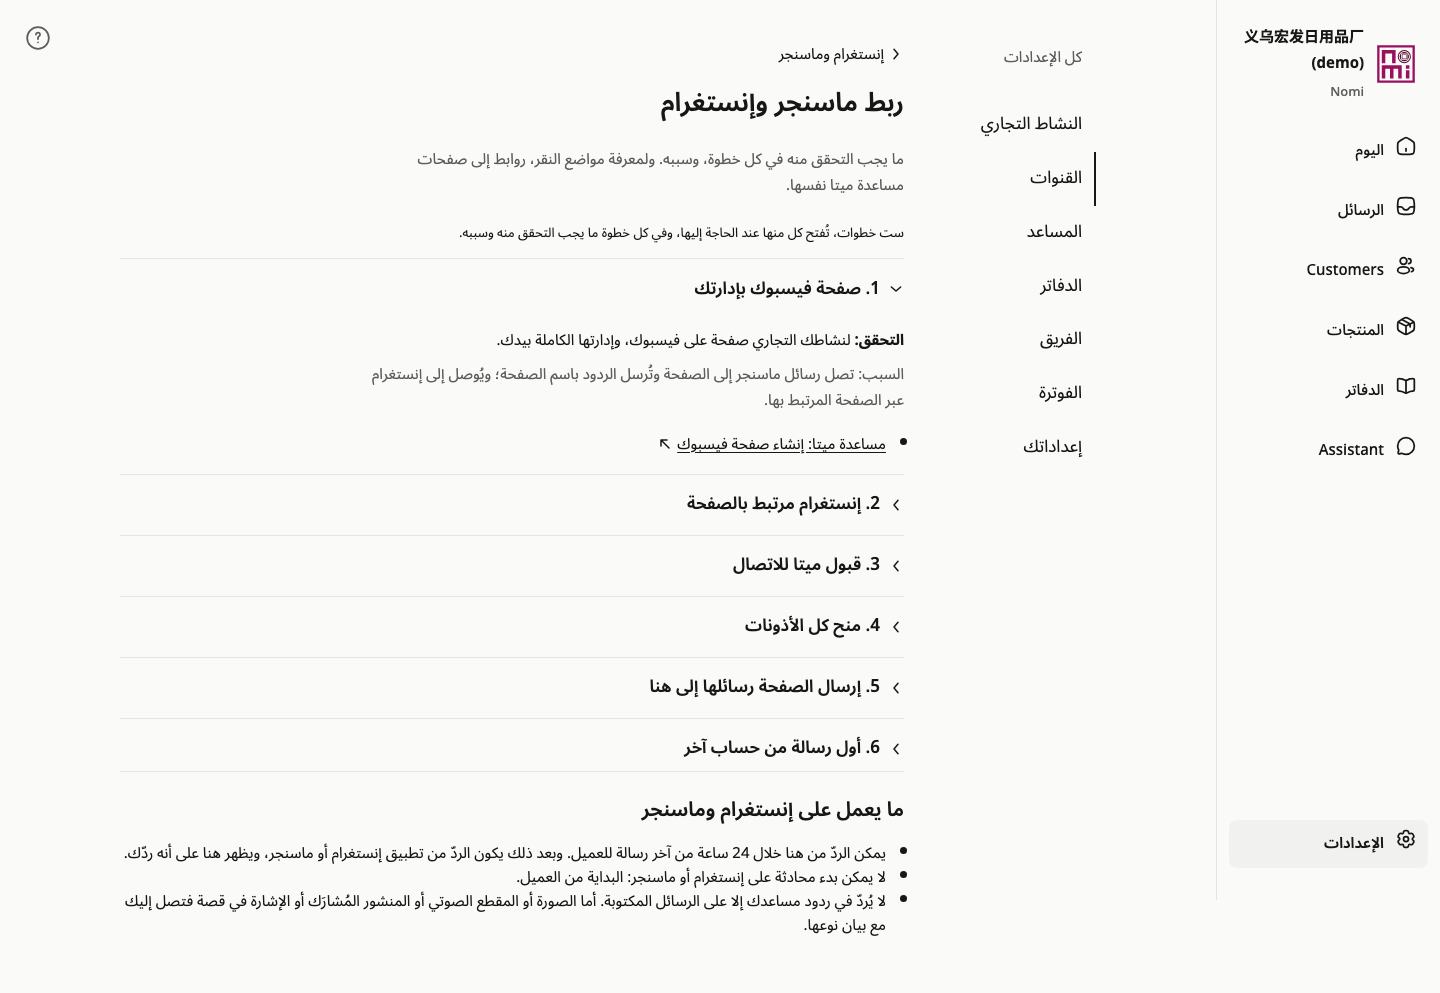 义乌宏发日用品厂
(demo)
Nomi
اليوم
الرسائل
Customers
المنتجات
الدفاتر
Assistant
الإعدادات
كل الإعدادات
النشاط التجاري
القنوات
المساعد
الدفاتر
الفريق
الفوترة
إعداداتك
إنستغرام وماسنجر
ربط ماسنجر وإنستغرام
ما يجب التحقق منه في كل خطوة، وسببه. ولمعرفة مواضع النقر، روابط إلى صفحات
مساعدة ميتا نفسها.
ست خطوات، تُفتح كل منها عند الحاجة إليها، وفي كل خطوة ما يجب التحقق منه وسببه.
1. صفحة فيسبوك بإدارتك
التحقق: لنشاطك التجاري صفحة على فيسبوك، وإدارتها الكاملة بيدك.
السبب: تصل رسائل ماسنجر إلى الصفحة وتُرسل الردود باسم الصفحة؛ ويُوصل إلى إنستغرام
عبر الصفحة المرتبط بها.
مساعدة ميتا: إنشاء صفحة فيسبوك
2. إنستغرام مرتبط بالصفحة
3. قبول ميتا للاتصال
4. منح كل الأذونات
5. إرسال الصفحة رسائلها إلى هنا
6. أول رسالة من حساب آخر
ما يعمل على إنستغرام وماسنجر
يمكن الردّ من هنا خلال 24 ساعة من آخر رسالة للعميل. وبعد ذلك يكون الردّ من تطبيق إنستغرام أو ماسنجر، ويظهر هنا على أنه ردّك.
لا يمكن بدء محادثة على إنستغرام أو ماسنجر: البداية من العميل.
لا يُردّ في ردود مساعدك إلا على الرسائل المكتوبة. أما الصورة أو المقطع الصوتي أو المنشور المُشارَك أو الإشارة في قصة فتصل إليك
مع بيان نوعها.